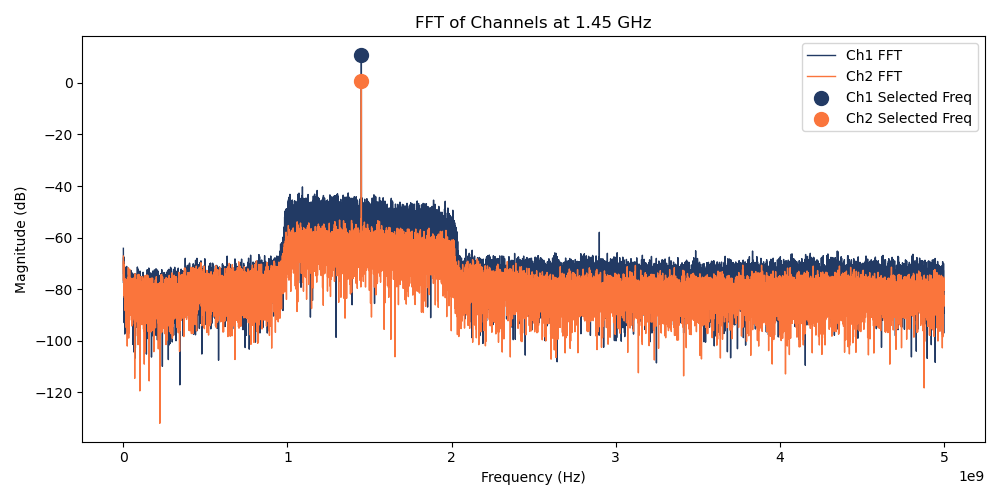 FFT of Channels at 1.45 GHz
Ch1 FFT
Ch2 FFT
Ch1 Selected Freq
Ch2 Selected Freq
Magnitude (dB)
0
−20
−40
−60
−80
−100
−120
0 1 2 3 4 5
1e9
Frequency (Hz)